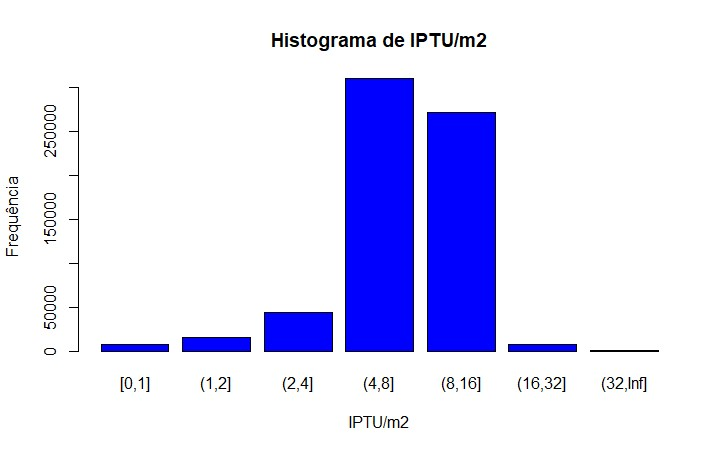 Histograma de IPTU/m2
Frequência
250000
150000
50000
0
[0,1] (1,2] (2,4] (4,8] (8,16] (16,32] (32,Inf]
IPTU/m2